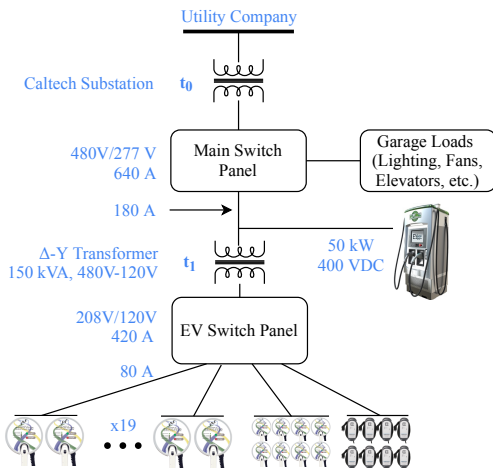 Utility Company
Caltech Substation
t0
480V/277 V
640 A
Main Switch
Panel
Garage Loads
(Lighting, Fans,
Elevators, etc.)
180 A
Δ-Y Transformer
150 kVA, 480V-120V
t1
50 kW
400 VDC
208V/120V
420 A
EV Switch Panel
80 A
x19